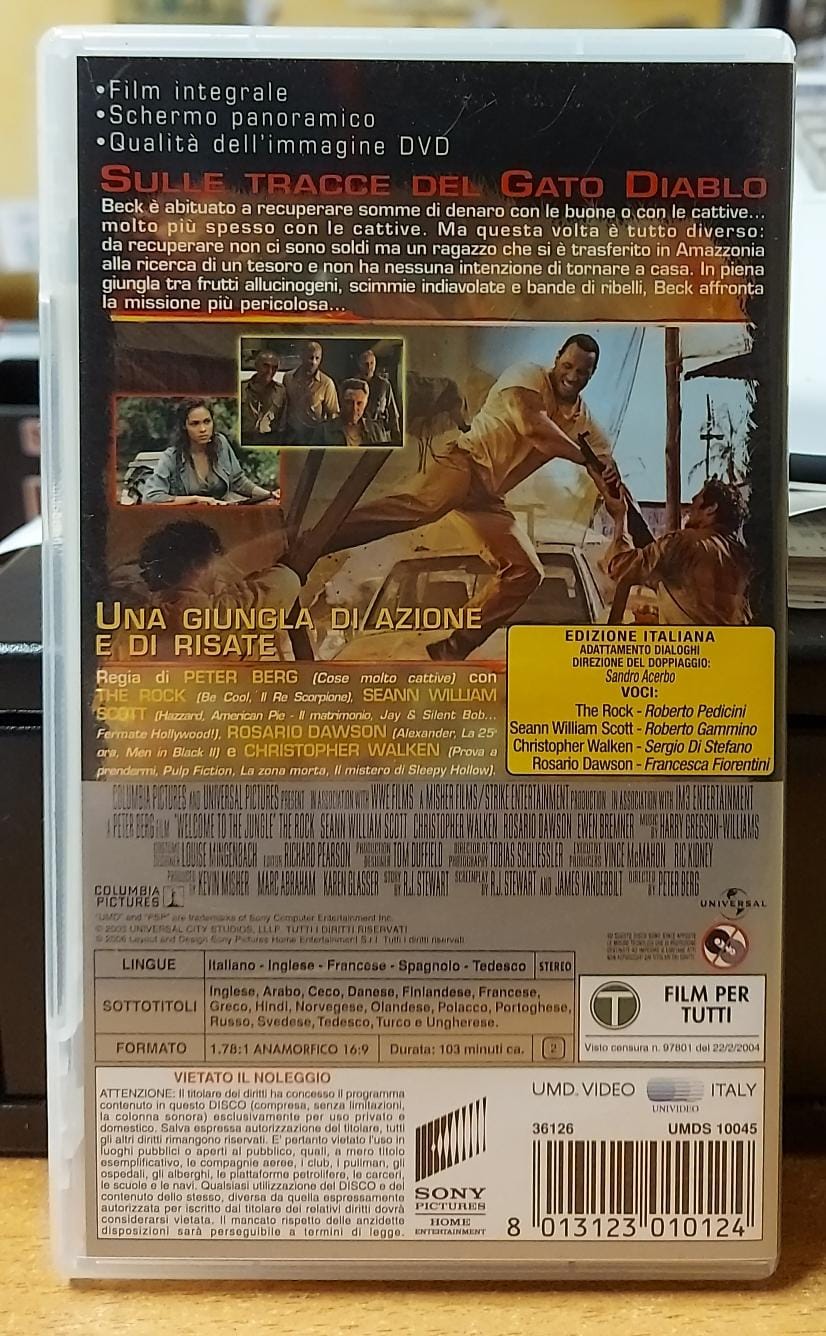 •Film integrale
•Schermo panoramico
•Qualità dell'immagine DVD
SULLE TRACCE DEL GATO DIABLO
Beck è abituato a recuperare somme di denaro con le buone o con le cattive...
molto più spesso con le cattive. Ma questa volta è tutto diverso:
da recuperare non ci sono soldi ma un ragazzo che si è trasferito in Amazzonia
alla ricerca di un tesoro e non ha nessuna intenzione di tornare a casa. In piena
giungla tra frutti allucinogeni, scimmie indiavolate e bande di ribelli, Beck affronta
la missione più pericolosa...
UNA GIUNGLA DI AZIONE
E DI RISATE
Regia di PETER BERG (Cose molto cattive) con
THE ROCK (Be Cool, Il Re Scorpione), SEANN WILLIAM
SCOTT (Hazzard, American Pie - Il matrimonio, Jay & Silent Bob...
Fermate Hollywood!), ROSARIO DAWSON (Alexander, La 25ª
ora, Men in Black II) e CHRISTOPHER WALKEN (Prova a
prendermi, Pulp Fiction, La zona morta, Il mistero di Sleepy Hollow).
EDIZIONE ITALIANA
ADATTAMENTO DIALOGHI
DIREZIONE DEL DOPPIAGGIO:
Sandro Acerbo
VOCI:
The Rock - Roberto Pedicini
Seann William Scott - Roberto Gammino
Christopher Walken - Sergio Di Stefano
Rosario Dawson - Francesca Fiorentini
COLUMBIA PICTURES AND UNIVERSAL PICTURES PRESENT IN ASSOCIATION WITH WWE FILMS A MISHER FILMS/STRIKE ENTERTAINMENT PRODUCTION IN ASSOCIATION WITH IM3 ENTERTAINMENT
A PETER BERG FILM "WELCOME TO THE JUNGLE" THE ROCK SEANN WILLIAM SCOTT CHRISTOPHER WALKEN ROSARIO DAWSON EWEN BREMNER MUSIC BY HARRY GREGSON-WILLIAMS
COSTUME DESIGNER LOUISE MINGENBACH EDITOR RICHARD PEARSON PRODUCTION DESIGNER TOM DUFFIELD DIRECTOR OF PHOTOGRAPHY TOBIAS SCHLIESSLER EXECUTIVE PRODUCERS VINCE McMAHON RIC KIDNEY
PRODUCED BY KEVIN MISHER MARC ABRAHAM KAREN GLASSER STORY BY R.J. STEWART SCREENPLAY BY R.J. STEWART AND JAMES VANDERBILT DIRECTED BY PETER BERG
COLUMBIA
PICTURES
UNIVERSAL
"UMD" and "PSP" are trademarks of Sony Computer Entertainment Inc.
© 2003 UNIVERSAL CITY STUDIOS, LLLP. TUTTI I DIRITTI RISERVATI
© 2006 Layout and Design Sony Pictures Home Entertainment S.r.l. Tutti i diritti riservati
LINGUE Italiano - Inglese - Francese - Spagnolo - Tedesco STEREO
SOTTOTITOLI Inglese, Arabo, Ceco, Danese, Finlandese, Francese,
Greco, Hindi, Norvegese, Olandese, Polacco, Portoghese,
Russo, Svedese, Tedesco, Turco e Ungherese.
FORMATO 1.78:1 ANAMORFICO 16:9 Durata: 103 minuti ca. 2
T FILM PER
TUTTI
Visto censura n. 97801 del 22/2/2004
VIETATO IL NOLEGGIO
ATTENZIONE: Il titolare dei diritti ha concesso il programma
contenuto in questo DISCO (compresa, senza limitazioni,
la colonna sonora) esclusivamente per uso privato e
domestico. Salva espressa autorizzazione del titolare, tutti
gli altri diritti rimangono riservati. E' pertanto vietato l'uso in
luoghi pubblici o aperti al pubblico, quali, a mero titolo
esemplificativo, le compagnie aeree, i club, i pullman, gli
ospedali, gli alberghi, le piattaforme petrolifere, le carceri,
le scuole e le navi. Qualsiasi utilizzazione del DISCO e del
contenuto dello stesso, diversa da quella espressamente
autorizzata per iscritto dal titolare dei relativi diritti dovrà
considerarsi vietata. Il mancato rispetto delle anzidette
disposizioni sarà perseguibile a termini di legge.
SONY
PICTURES
HOME
ENTERTAINMENT
UMD VIDEO UNIVIDEO ITALY
36126 UMDS 10045
8 013123 010124